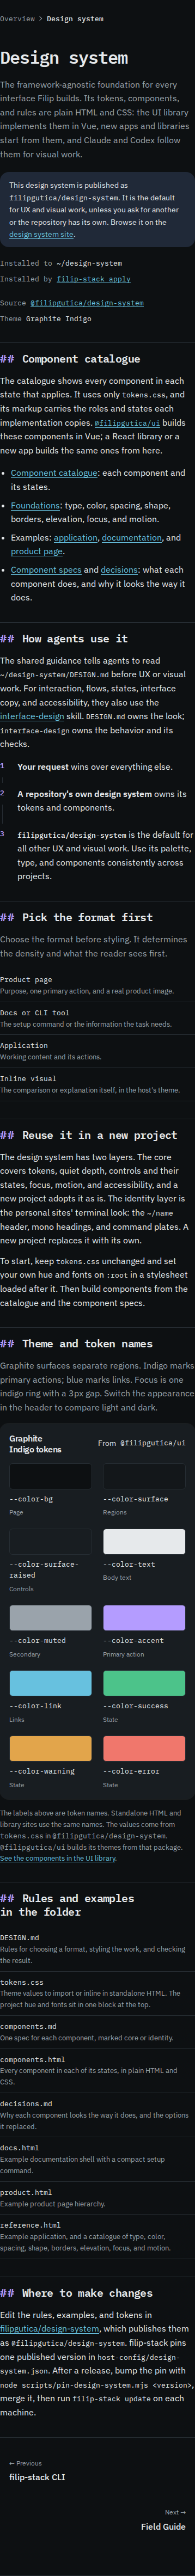 Overview > Design system
Design system
The framework-agnostic foundation for every
interface Filip builds. Its tokens, components,
and rules are plain HTML and CSS: the UI library
implements them in Vue, new apps and libraries
start from them, and Claude and Codex follow
them for visual work.
This design system is published as
filipgutica/design-system. It is the default
for UX and visual work, unless you ask for another
or the repository has its own. Browse it on the
design system site.
Installed to ~/design-system
Installed by filip-stack apply
Source @filipgutica/design-system
Theme Graphite Indigo
## Component catalogue
The catalogue shows every component in each
state that applies. It uses only tokens.css, and
its markup carries the roles and states each
implementation copies. @filipgutica/ui builds
these components in Vue; a React library or a
new app builds the same ones from here.
• Component catalogue: each component and
its states.
• Foundations: type, color, spacing, shape,
borders, elevation, focus, and motion.
• Examples: application, documentation, and
product page.
• Component specs and decisions: what each
component does, and why it looks the way it
does.
## How agents use it
The shared guidance tells agents to read
~/design-system/DESIGN.md before UX or visual
work. For interaction, flows, states, interface
copy, and accessibility, they also use the
interface-design skill. DESIGN.md owns the look;
interface-design owns the behavior and its
checks.
1 Your request wins over everything else.
2 A repository's own design system owns its
tokens and components.
3 filipgutica/design-system is the default for
all other UX and visual work. Use its palette,
type, and components consistently across
projects.
## Pick the format first
Choose the format before styling. It determines
the density and what the reader sees first.
Product page
Purpose, one primary action, and a real product image.
Docs or CLI tool
The setup command or the information the task needs.
Application
Working content and its actions.
Inline visual
The comparison or explanation itself, in the host's theme.
## Reuse it in a new project
The design system has two layers. The core
covers tokens, quiet depth, controls and their
states, focus, motion, and accessibility, and a
new project adopts it as is. The identity layer is
the personal sites' terminal look: the ~/name
header, mono headings, and command plates. A
new project replaces it with its own.
To start, keep tokens.css unchanged and set
your own hue and fonts on :root in a stylesheet
loaded after it. Then build components from the
catalogue and the component specs.
## Theme and token names
Graphite surfaces separate regions. Indigo marks
primary actions; blue marks links. Focus is one
indigo ring with a 3px gap. Switch the appearance
in the header to compare light and dark.
Graphite
Indigo tokens
From @filipgutica/ui
--color-bg
Page
--color-surface
Regions
--color-surface-
raised
Controls
--color-text
Body text
--color-muted
Secondary
--color-accent
Primary action
--color-link
Links
--color-success
State
--color-warning
State
--color-error
State
The labels above are token names. Standalone HTML and
library sites use the same names. The values come from
tokens.css in @filipgutica/design-system.
@filipgutica/ui builds its themes from that package.
See the components in the UI library.
## Rules and examples
in the folder
DESIGN.md
Rules for choosing a format, styling the work, and checking
the result.
tokens.css
Theme values to import or inline in standalone HTML. The
project hue and fonts sit in one block at the top.
components.md
One spec for each component, marked core or identity.
components.html
Every component in each of its states, in plain HTML and
CSS.
decisions.md
Why each component looks the way it does, and the options
it replaced.
docs.html
Example documentation shell with a compact setup
command.
product.html
Example product page hierarchy.
reference.html
Example application, and a catalogue of type, color,
spacing, shape, borders, elevation, focus, and motion.
## Where to make changes
Edit the rules, examples, and tokens in
filipgutica/design-system, which publishes them
as @filipgutica/design-system. filip-stack pins
one published version in host-config/design-
system.json. After a release, bump the pin with
node scripts/pin-design-system.mjs <version>,
merge it, then run filip-stack update on each
machine.
← Previous
filip-stack CLI
Next →
Field Guide